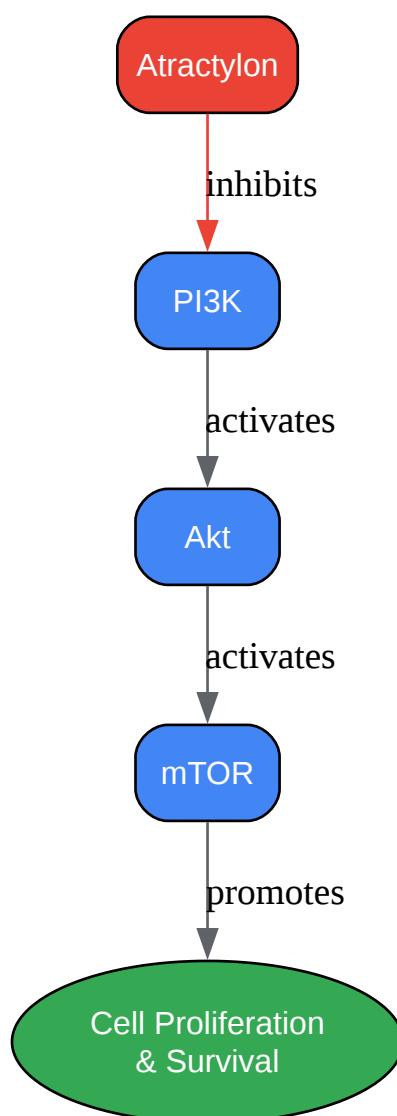 Atractylon
inhibits
PI3K
activates
Akt
activates
mTOR
promotes
Cell Proliferation
& Survival